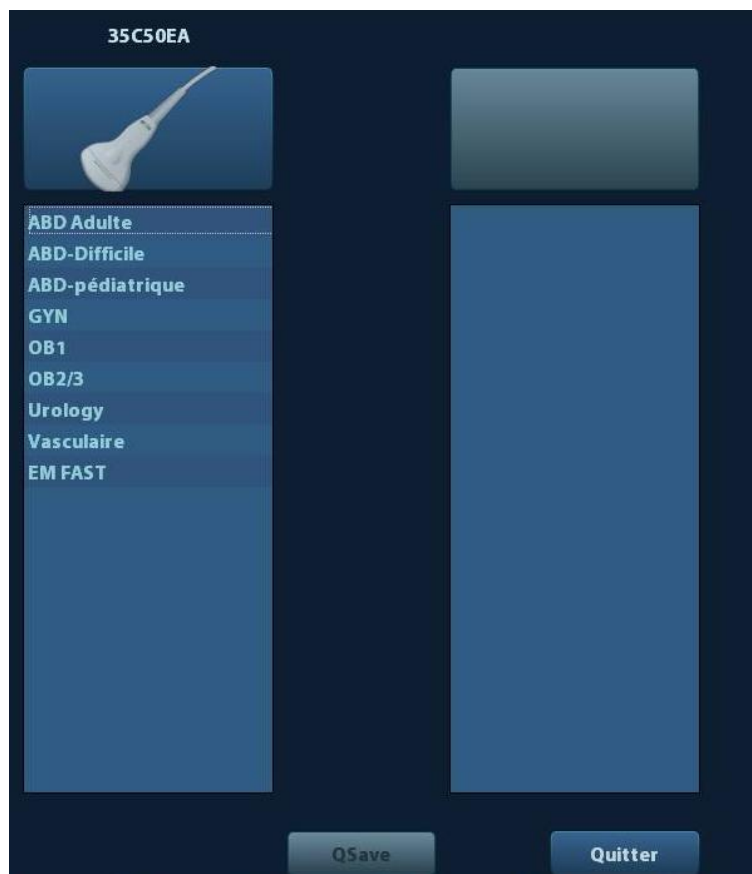 35C50EA
ABD Adulte
ABD-Difficile
ABD-pédiatrique
GYN
OB1
OB2/3
Urology
Vasculaire
EM FAST
QSave
Quitter